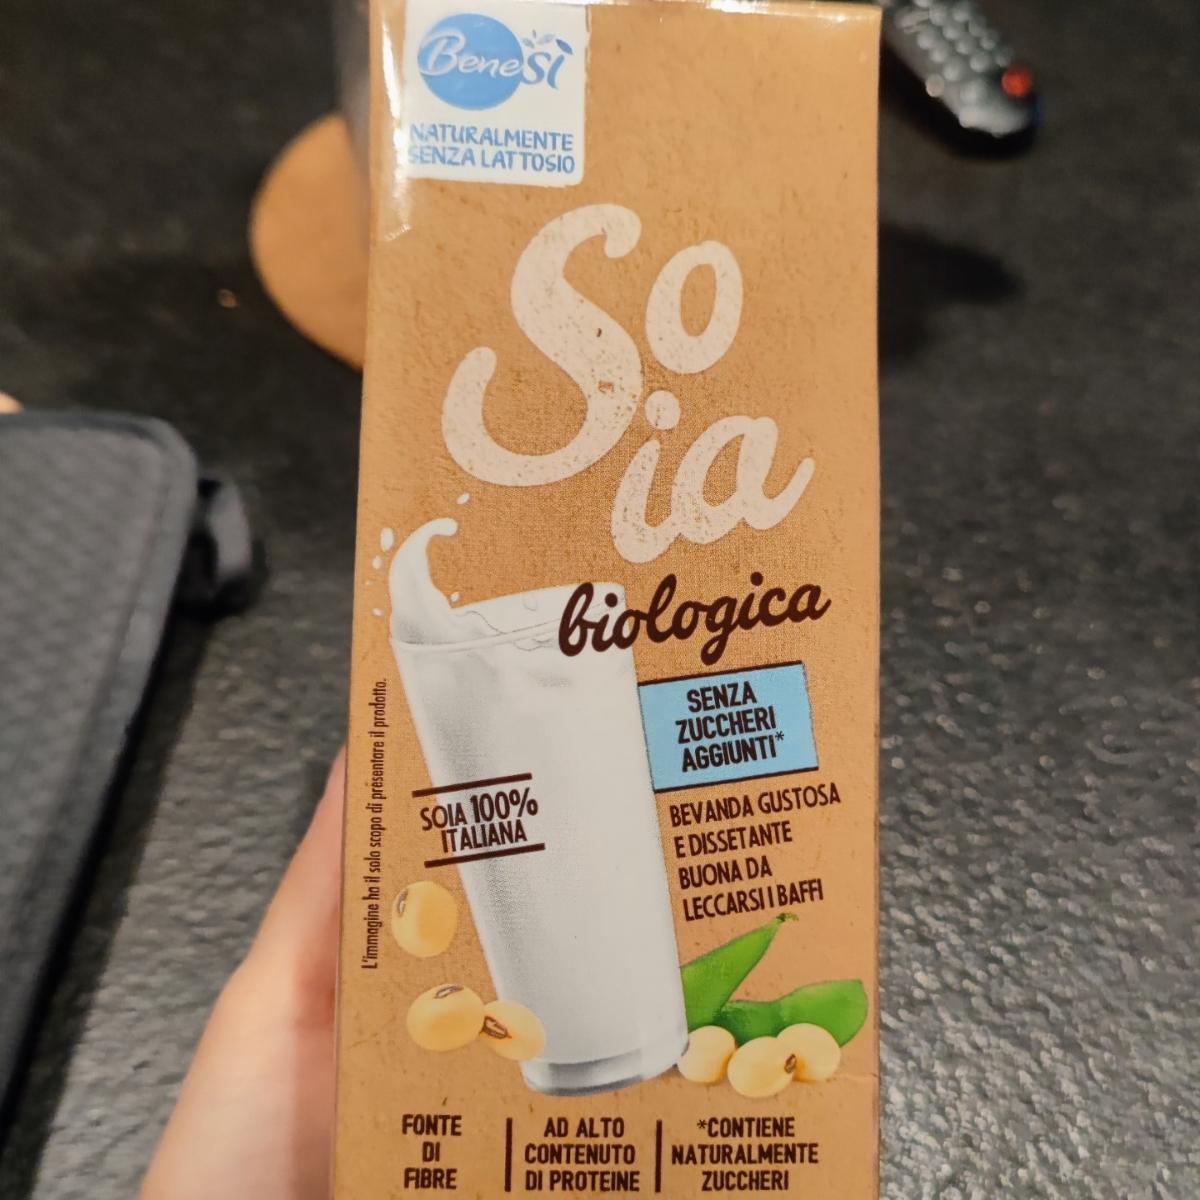 BeneSì
NATURALMENTE
SENZA LATTOSIO
So
ia
biologica
SENZA
ZUCCHERI
AGGIUNTI*
SOIA 100%
ITALIANA
BEVANDA GUSTOSA
E DISSETANTE
BUONA DA
LECCARSI I BAFFI
L'immagine ha il solo scopo di presentare il prodotto.
FONTE
DI
FIBRE
AD ALTO
CONTENUTO
DI PROTEINE
*CONTIENE
NATURALMENTE
ZUCCHERI